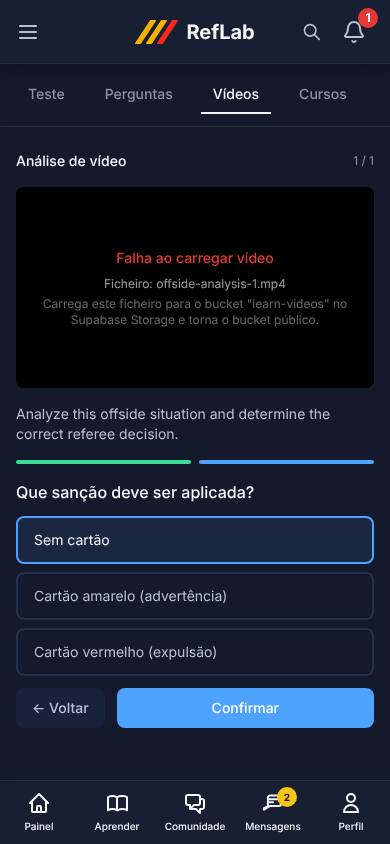 RefLab
1
Teste
Perguntas
Vídeos
Cursos
Análise de vídeo
1 / 1
Falha ao carregar vídeo
Ficheiro: offside-analysis-1.mp4
Carrega este ficheiro para o bucket "learn-videos" no
Supabase Storage e torna o bucket público.
Analyze this offside situation and determine the
correct referee decision.
Que sanção deve ser aplicada?
Sem cartão
Cartão amarelo (advertência)
Cartão vermelho (expulsão)
← Voltar
Confirmar
2
Painel
Aprender
Comunidade
Mensagens
Perfil